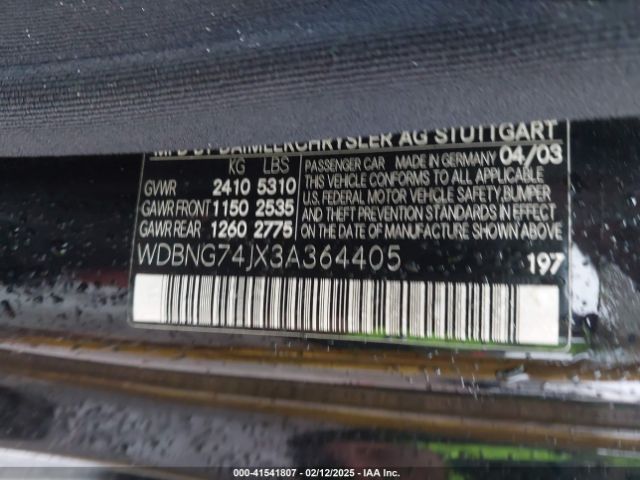 MFD BY DAIMLERCHRYSLER AG STUTTGART
KG LBS
GVWR 2410 5310
GAWR FRONT 1150 2535
GAWR REAR 1260 2775
PASSENGER CAR MADE IN GERMANY 04/03
THIS VEHICLE CONFORMS TO ALL APPLICABLE
U.S. FEDERAL MOTOR VEHICLE SAFETY, BUMPER
AND THEFT PREVENTION STANDARDS IN EFFECT
ON THE DATE OF MANUFACTURE SHOWN ABOVE
WDBNG74JX3A364405
197
000-41541807 - 02/12/2025 - IAA Inc.